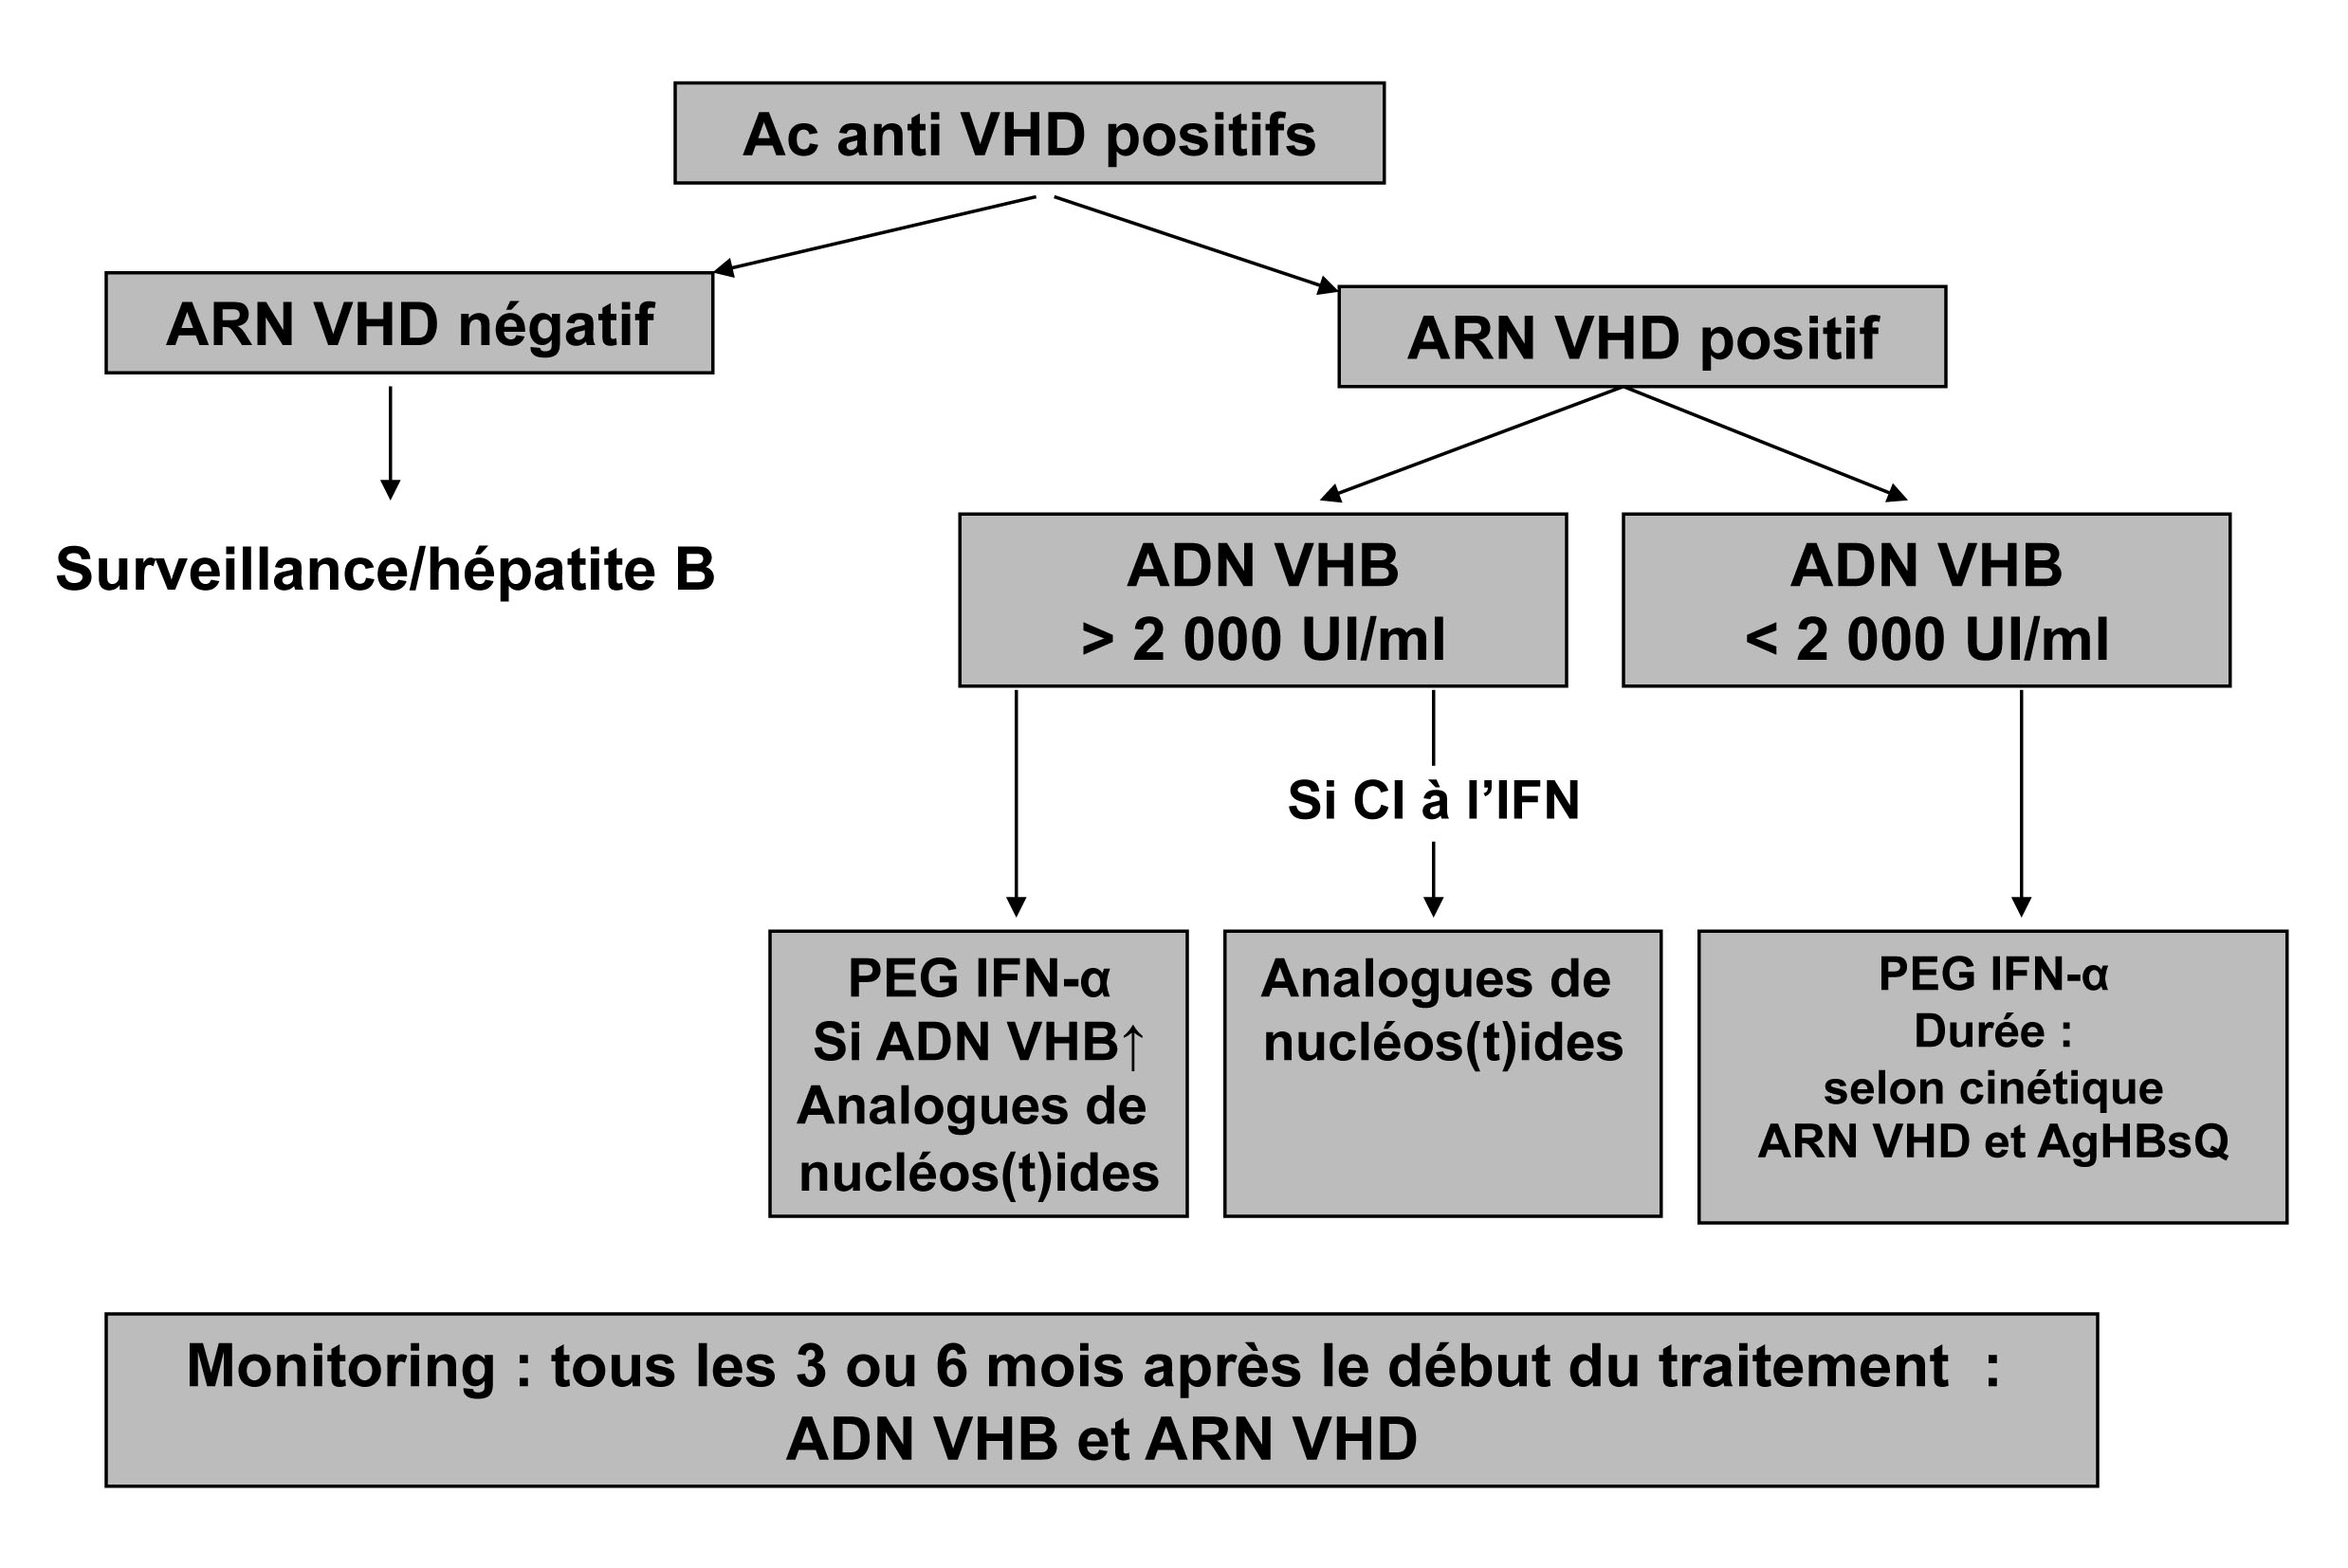 Ac anti VHD positifs
ARN VHD négatif
ARN VHD positif
Surveillance/hépatite B
ADN VHB
> 2 000 UI/ml
ADN VHB
< 2 000 UI/ml
Si CI à l’IFN
PEG IFN-α
Si ADN VHB↑
Analogues de
nucléos(t)ides
Analogues de
nucléos(t)ides
PEG IFN-α
Durée :
selon cinétique
ARN VHD et AgHBsQ
Monitoring : tous les 3 ou 6 mois après le début du traitement :
ADN VHB et ARN VHD